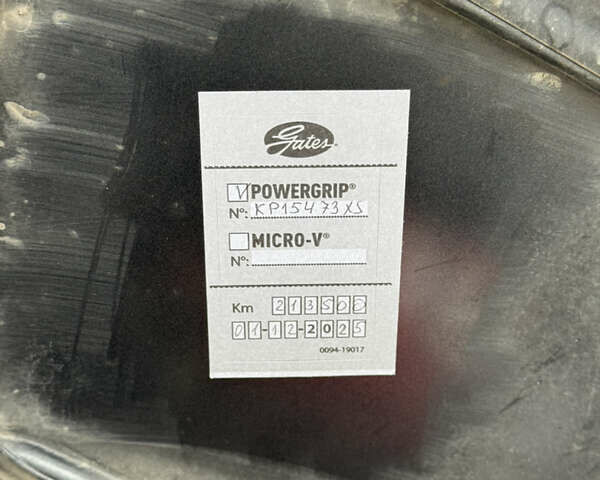 Gates
V POWERGRIP®
N°: KP15473XS
MICRO-V®
N°:
Km 213500
01-12-2025
0094-19017